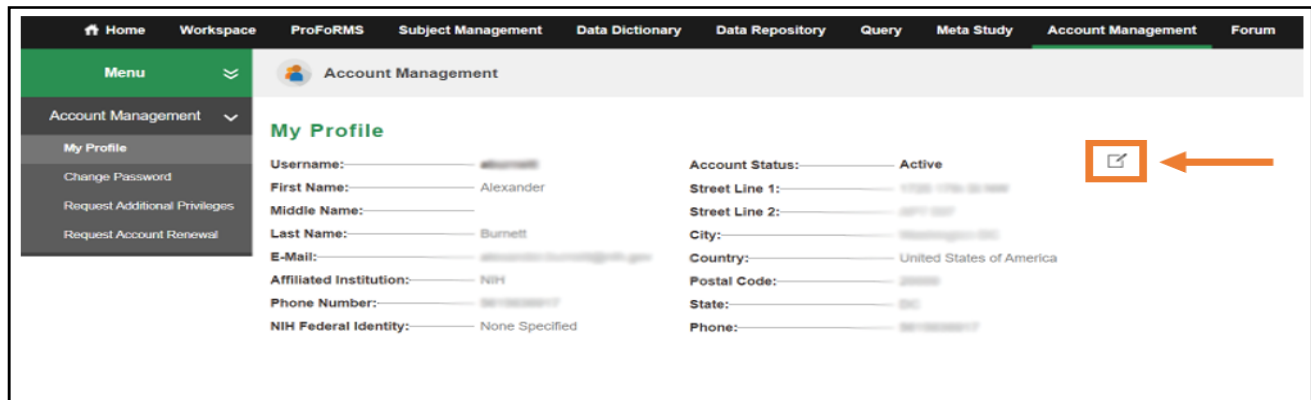 Home Workspace ProFoRMS Subject Management Data Dictionary Data Repository Query Meta Study Account Management Forum
Menu
Account Management
Account Management
My Profile
Change Password
Request Additional Privileges
Request Account Renewal
My Profile
Username:
First Name: Alexander
Middle Name:
Last Name: Burnett
E-Mail:
Affiliated Institution: NIH
Phone Number:
NIH Federal Identity: None Specified
Account Status: Active
Street Line 1:
Street Line 2:
City:
Country: United States of America
Postal Code:
State:
Phone: